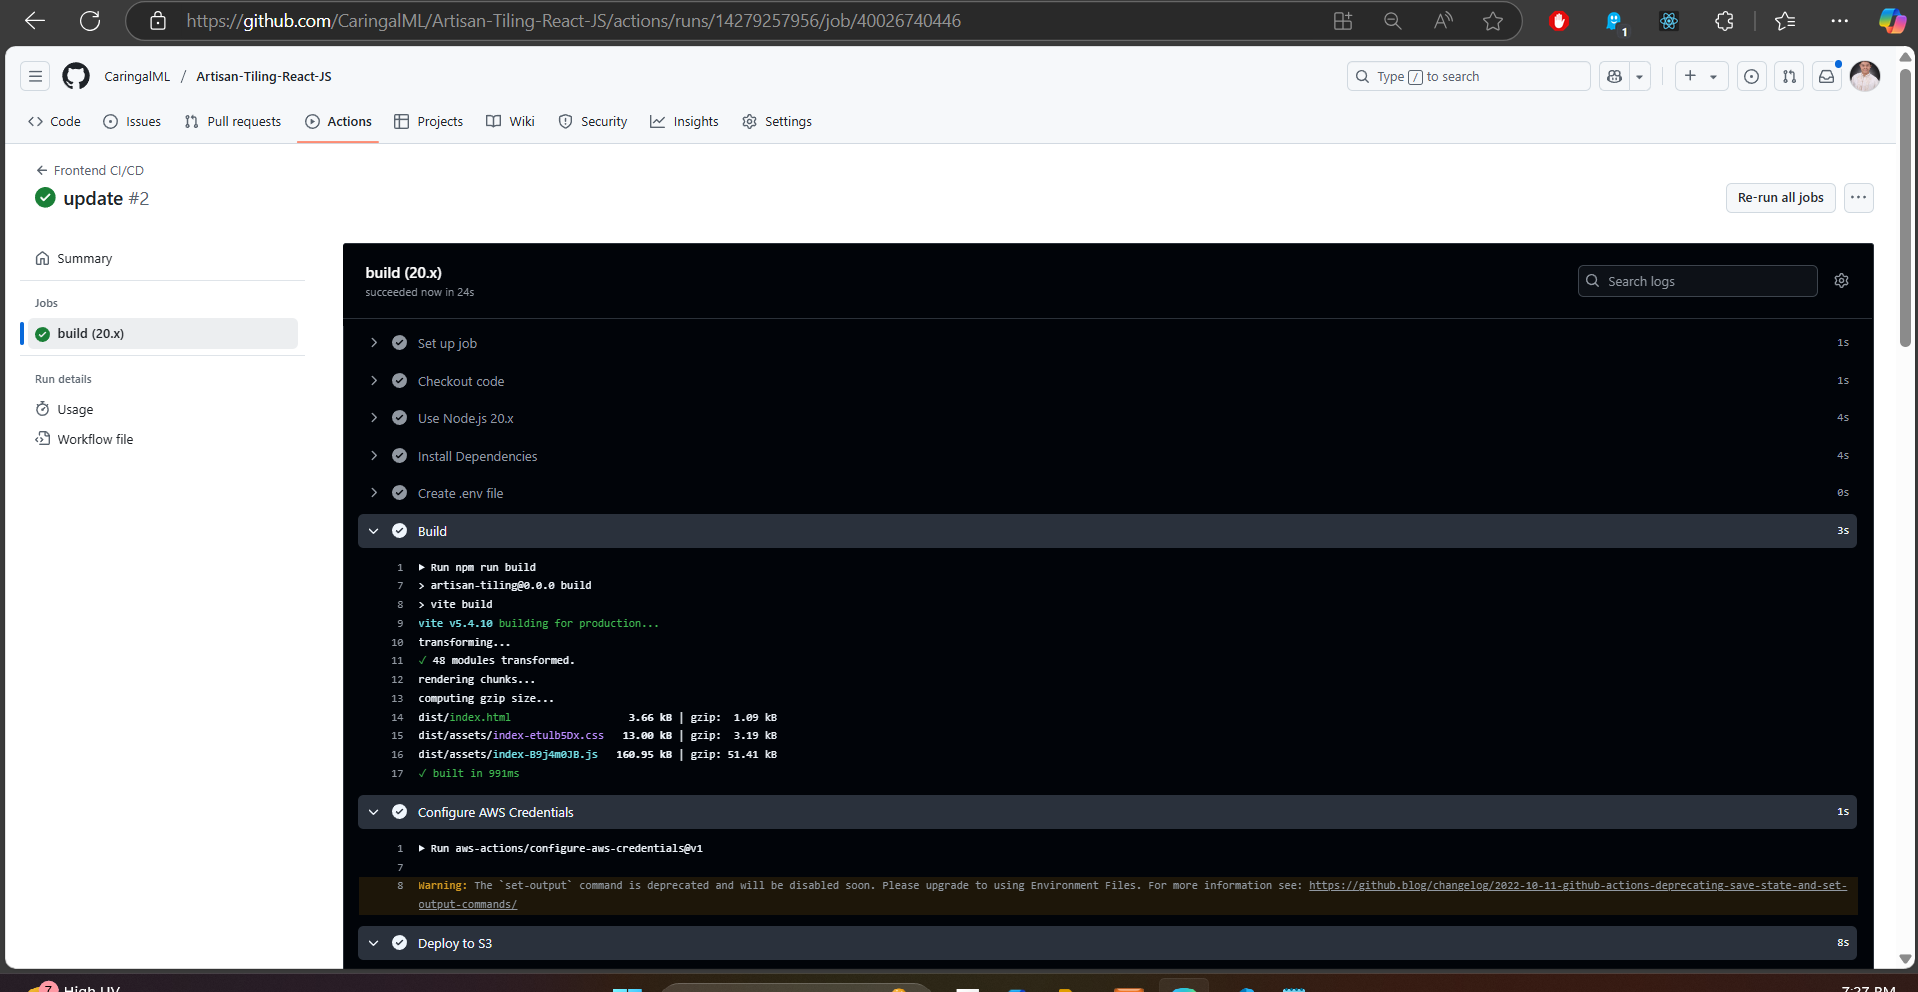 https://github.com/CaringalML/Artisan-Tiling-React-JS/actions/runs/14279257956/job/40026740446
1
CaringalML / Artisan-Tiling-React-JS
Type / to search
Code
Issues
Pull requests
Actions
Projects
Wiki
Security
Insights
Settings
Frontend CI/CD
update #2
Re-run all jobs
Summary
Jobs
build (20.x)
Run details
Usage
Workflow file
build (20.x)
succeeded now in 24s
Search logs
Set up job 1s
Checkout code 1s
Use Node.js 20.x 4s
Install Dependencies 4s
Create .env file 0s
Build 3s
1 ▶ Run npm run build
7 > artisan-tiling@0.0.0 build
8 > vite build
9 vite v5.4.10 building for production...
10 transforming...
11 ✓ 48 modules transformed.
12 rendering chunks...
13 computing gzip size...
14 dist/index.html 3.66 kB | gzip: 1.09 kB
15 dist/assets/index-etulb5Dx.css 13.00 kB | gzip: 3.19 kB
16 dist/assets/index-B9j4m0JB.js 160.95 kB | gzip: 51.41 kB
17 ✓ built in 991ms
Configure AWS Credentials 1s
1 ▶ Run aws-actions/configure-aws-credentials@v1
7
8 Warning: The `set-output` command is deprecated and will be disabled soon. Please upgrade to using Environment Files. For more information see: https://github.blog/changelog/2022-10-11-github-actions-deprecating-save-state-and-set-
output-commands/
Deploy to S3 8s
7 High UV
7:27 PM